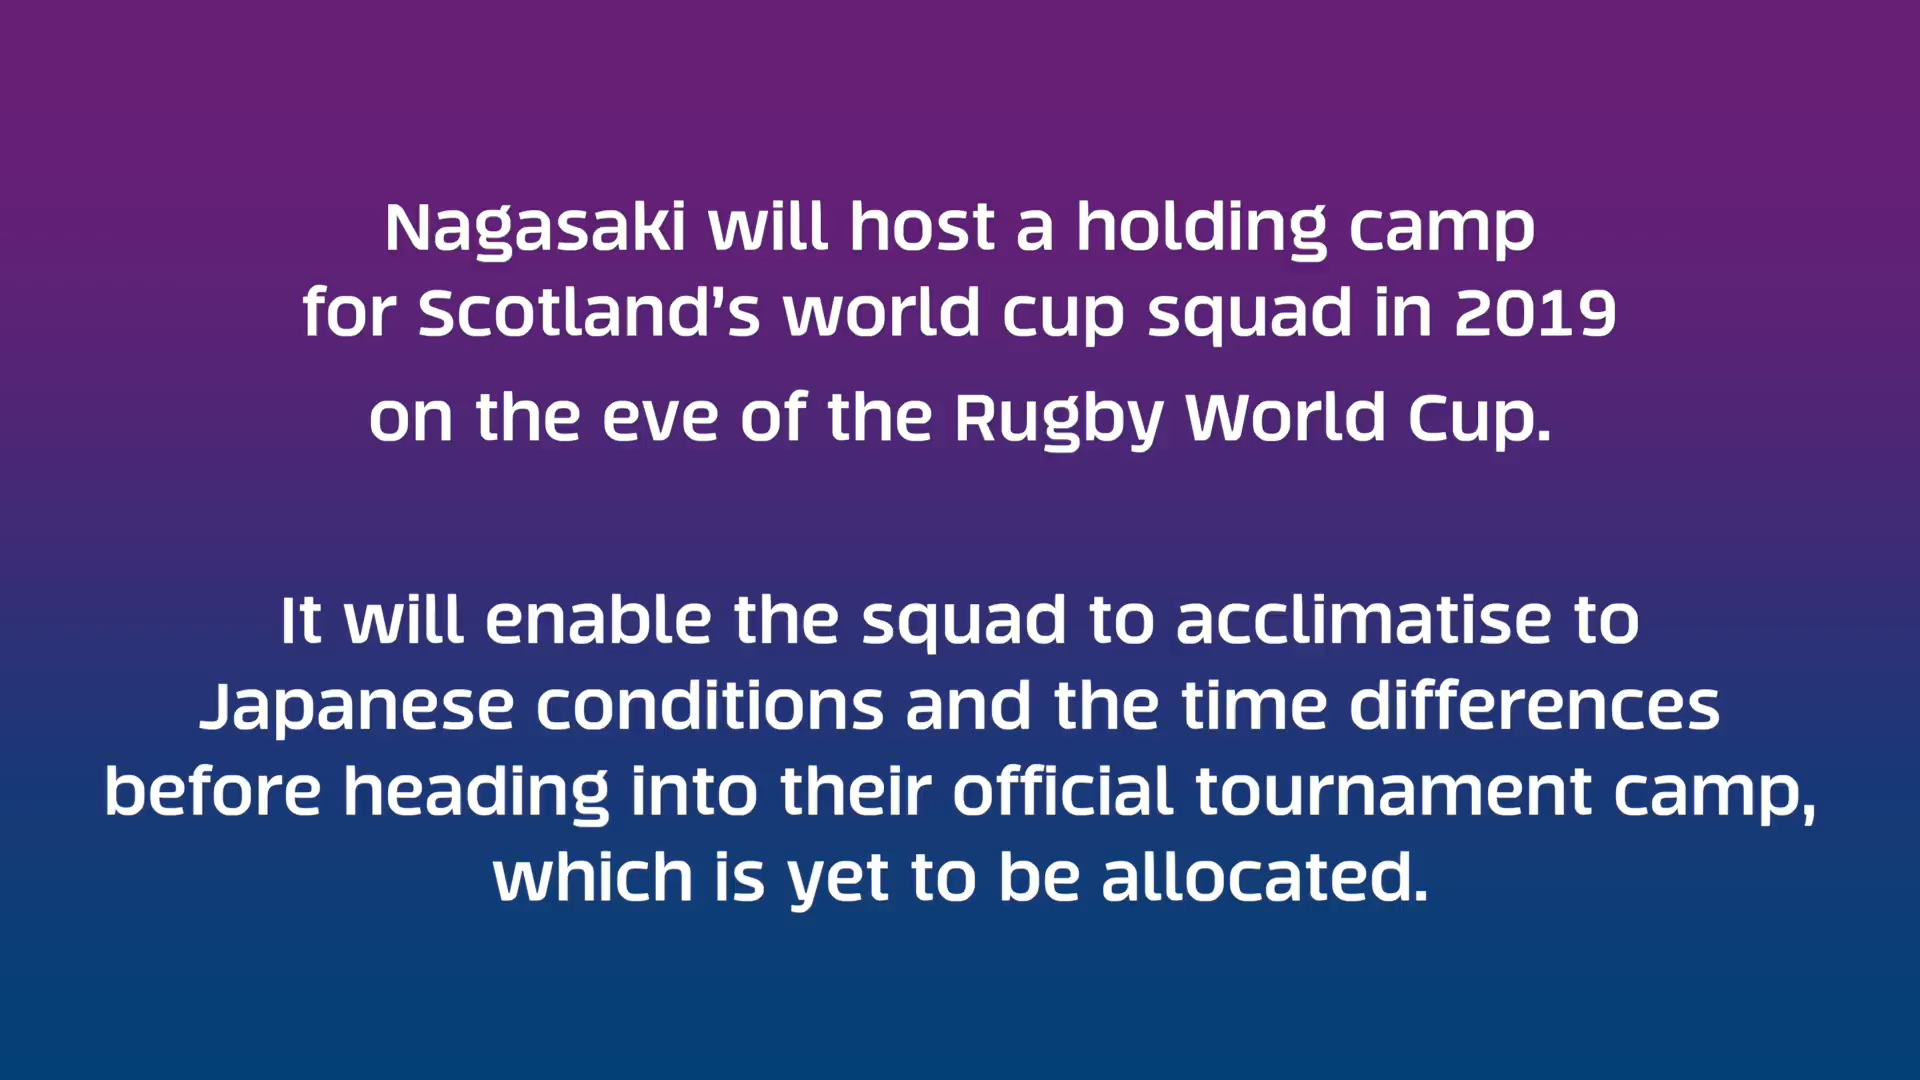 Nagasaki will host a holding camp
for Scotland’s world cup squad in 2019
on the eve of the Rugby World Cup.
It will enable the squad to acclimatise to
Japanese conditions and the time differences
before heading into their official tournament camp,
which is yet to be allocated.